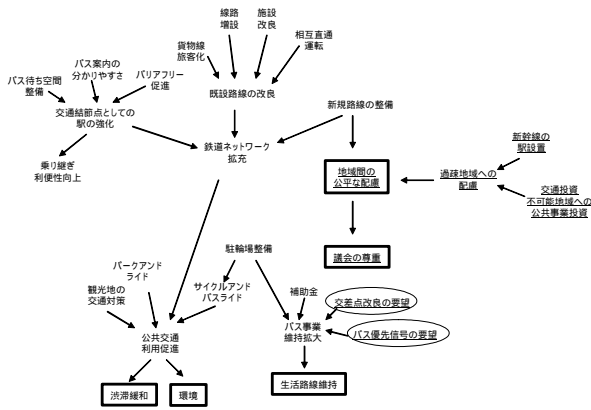 線路
増設
施設
改良
貨物線
旅客化
相互直通
運転
バス案内の
分かりやすさ
バス待ち空間
整備
バリアフリー
促進
既設路線の改良
新規路線の整備
交通結節点としての
駅の強化
鉄道ネットワーク
拡充
乗り継ぎ
利便性向上
地域間の
公平な配慮
過疎地域への
配慮
新幹線の
駅設置
交通投資
不可能地域への
公共事業投資
議会の尊重
駐輪場整備
パークアンド
ライド
観光地の
交通対策
サイクルアンド
バスライド
補助金
交差点改良の要望
バス優先信号の要望
バス事業
維持拡大
公共交通
利用促進
渋滞緩和
環境
生活路線維持